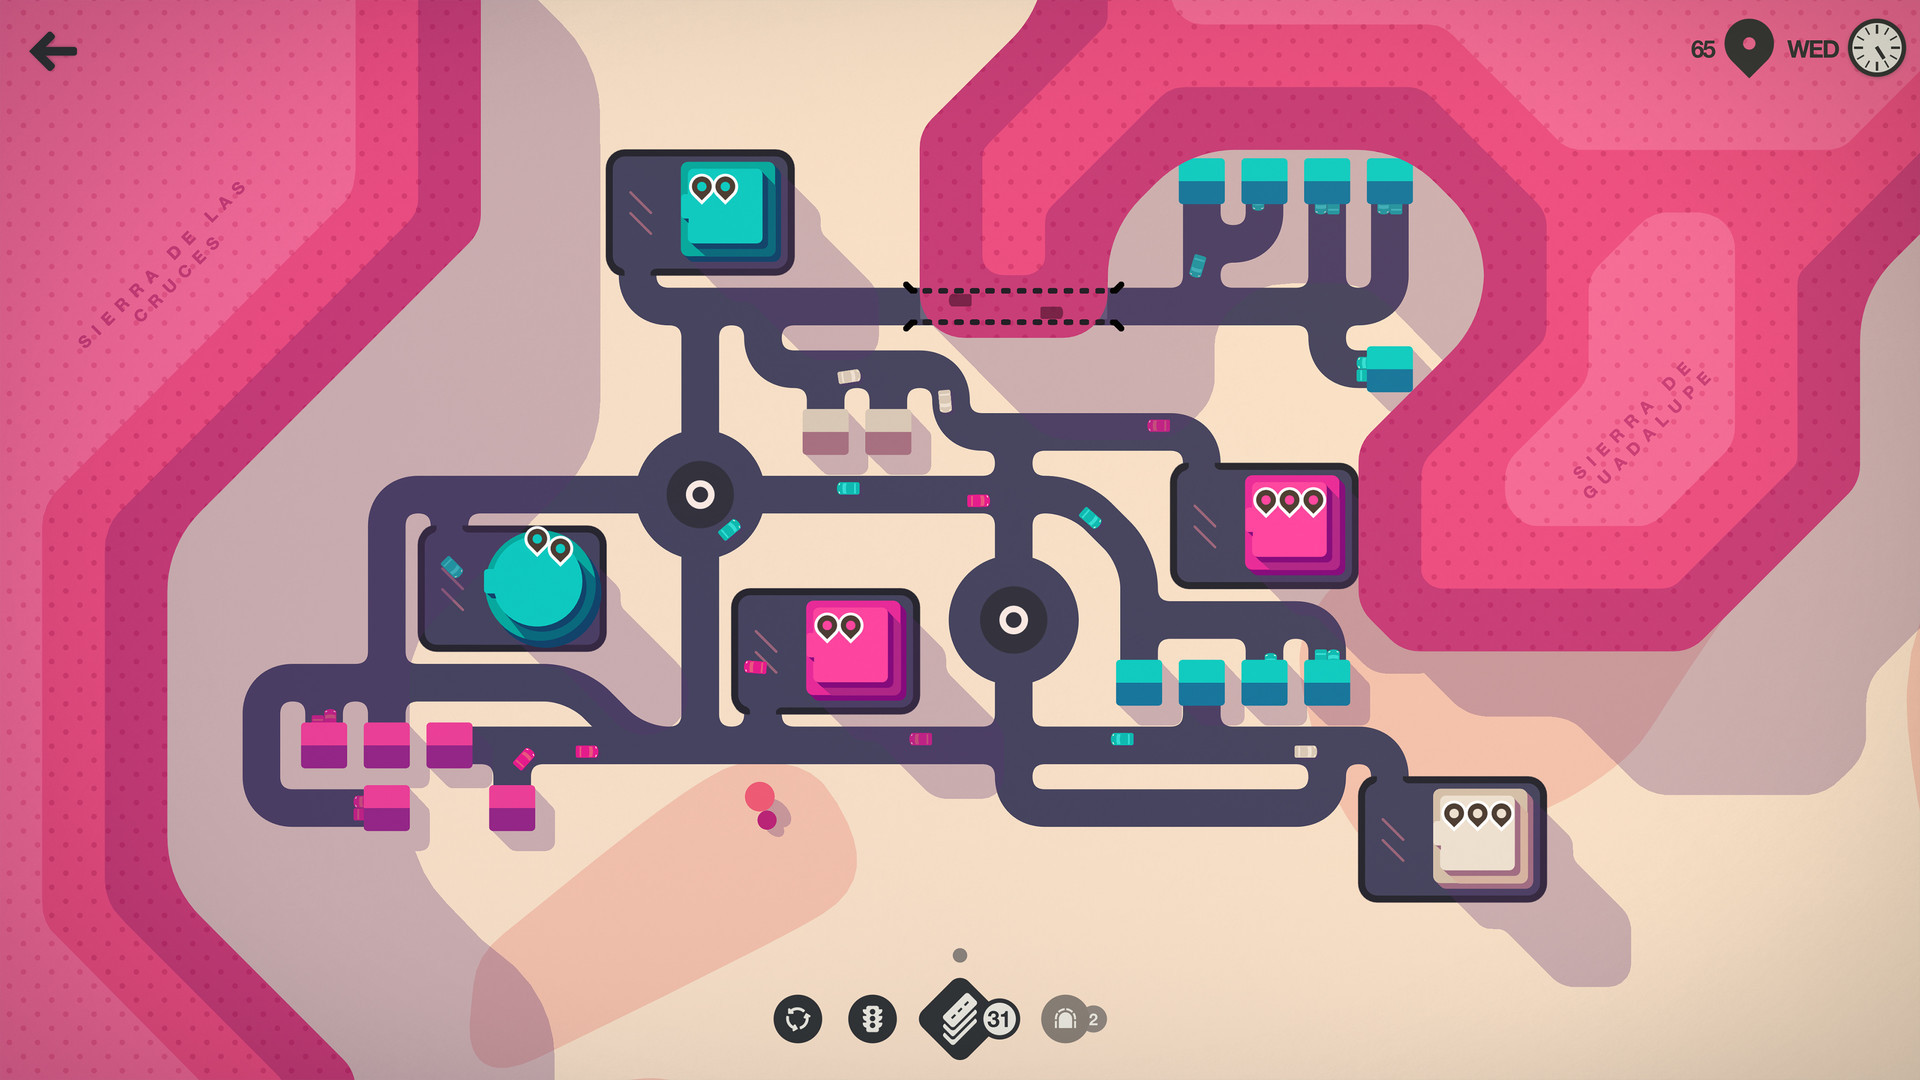 65
WED
SIERRA DE LAS
CRUCES
SIERRA DE
GUADALUPE
31
2